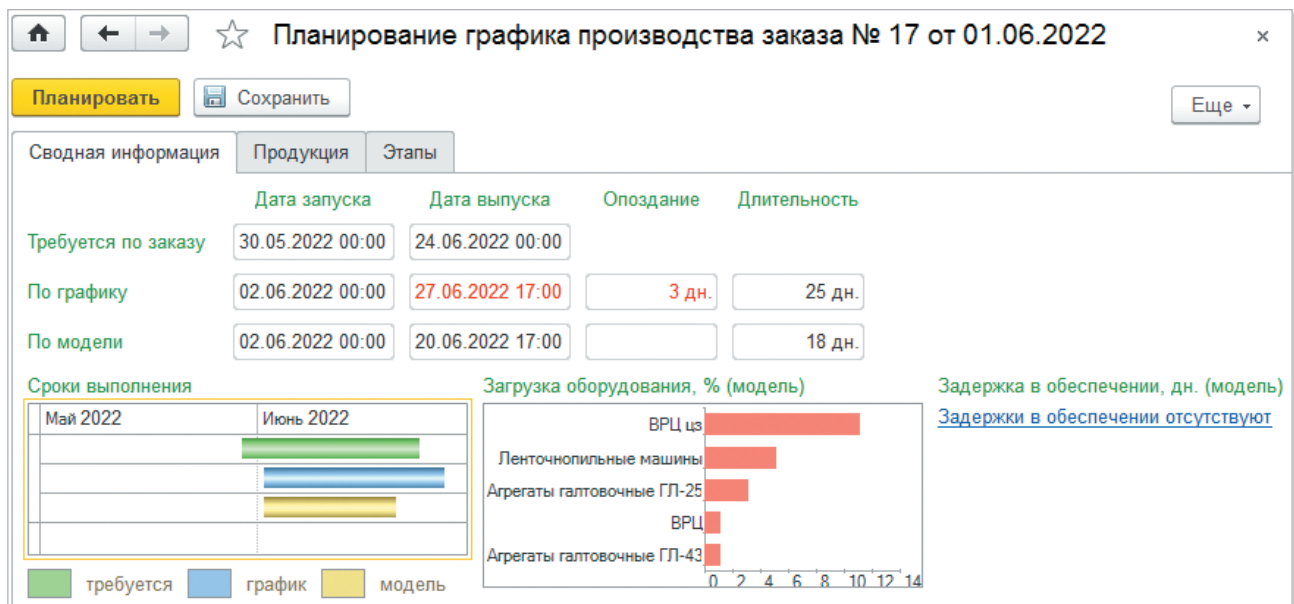 Планирование графика производства заказа № 17 от 01.06.2022
Планировать Сохранить Еще
Сводная информация Продукция Этапы
Дата запуска Дата выпуска Опоздание Длительность
Требуется по заказу 30.05.2022 00:00 24.06.2022 00:00
По графику 02.06.2022 00:00 27.06.2022 17:00 3 дн. 25 дн.
По модели 02.06.2022 00:00 20.06.2022 17:00 18 дн.
Сроки выполнения Загрузка оборудования, % (модель) Задержка в обеспечении, дн. (модель)
Май 2022 Июнь 2022 ВРЦ цз Задержки в обеспечении отсутствуют
Ленточнопильные машины
Агрегаты галтовочные ГЛ-25
ВРЦ
Агрегаты галтовочные ГЛ-43
0 2 4 6 8 10 12 14
требуется график модель